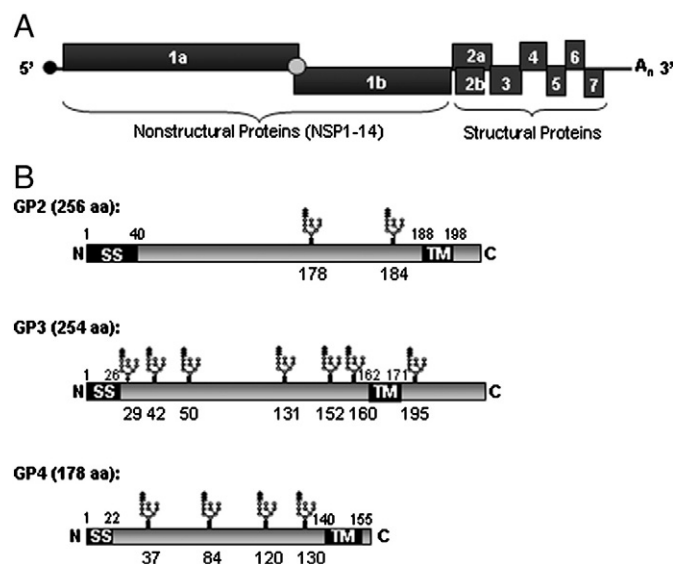 A
5' 1a 2a 4 6 An 3'
1b 2b 3 5 7
Nonstructural Proteins (NSP1-14) Structural Proteins
B
GP2 (256 aa):
1 40 188 198
N SS TM C
178 184
GP3 (254 aa):
1 26 162 171
N SS TM C
29 42 50 131 152 160 195
GP4 (178 aa):
1 22 140 155
N SS TM C
37 84 120 130